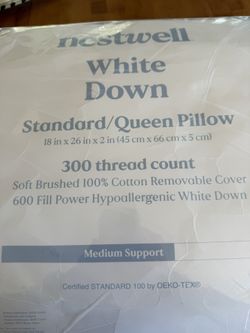 nestwell
White
Down
Standard/Queen Pillow
18 in x 26 in x 2 in (45 cm x 66 cm x 5 cm)
300 thread count
Soft Brushed 100% Cotton Removable Cover
600 Fill Power Hypoallergenic White Down
Medium Support
Certified STANDARD 100 by OEKO-TEX®